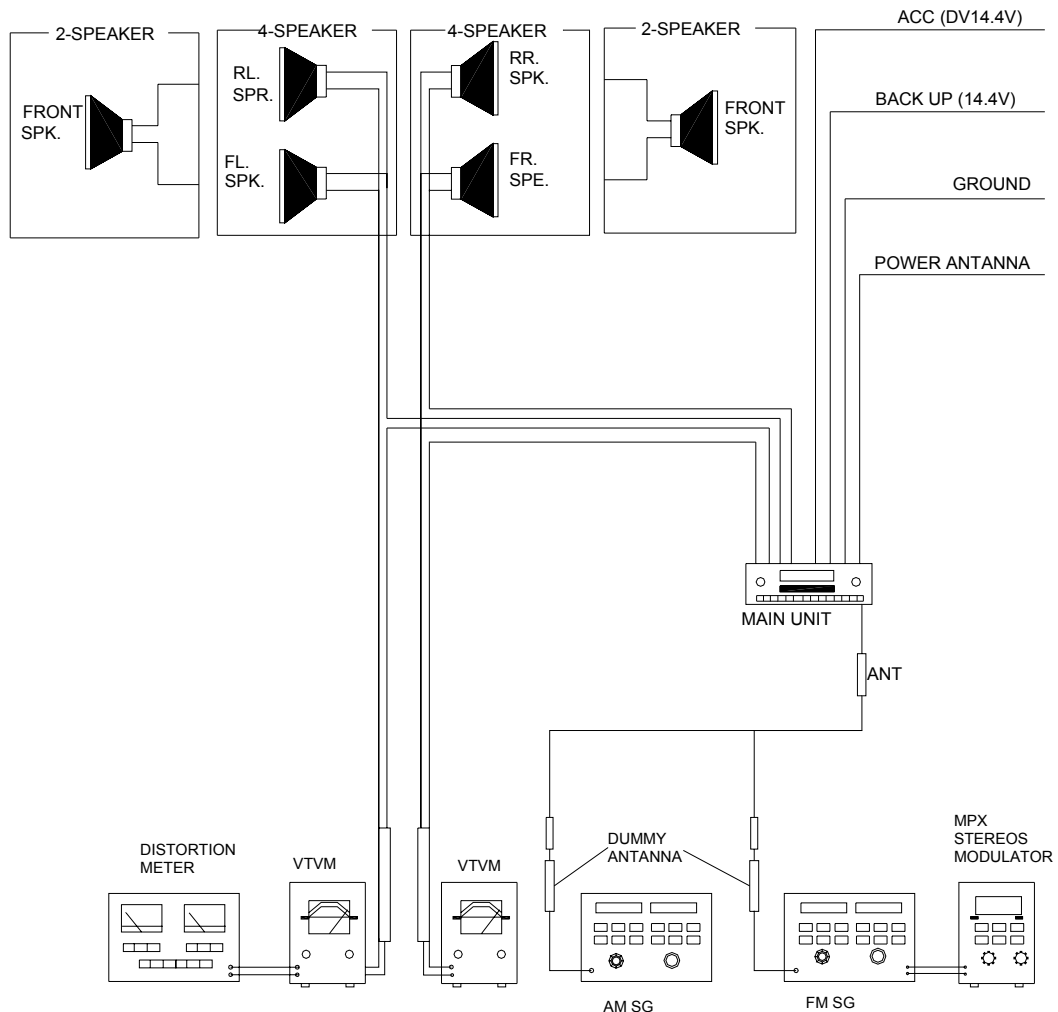 ACC (DV14.4V)
2-SPEAKER
4-SPEAKER
4-SPEAKER
2-SPEAKER
RL.
SPR.
RR.
SPK.
FRONT
SPK.
FRONT
SPK.
BACK UP (14.4V)
FL.
SPK.
FR.
SPE.
GROUND
POWER ANTANNA
MAIN UNIT
ANT
DISTORTION
METER
VTVM
VTVM
DUMMY
ANTANNA
MPX
STEREOS
MODULATOR
AM SG
FM SG